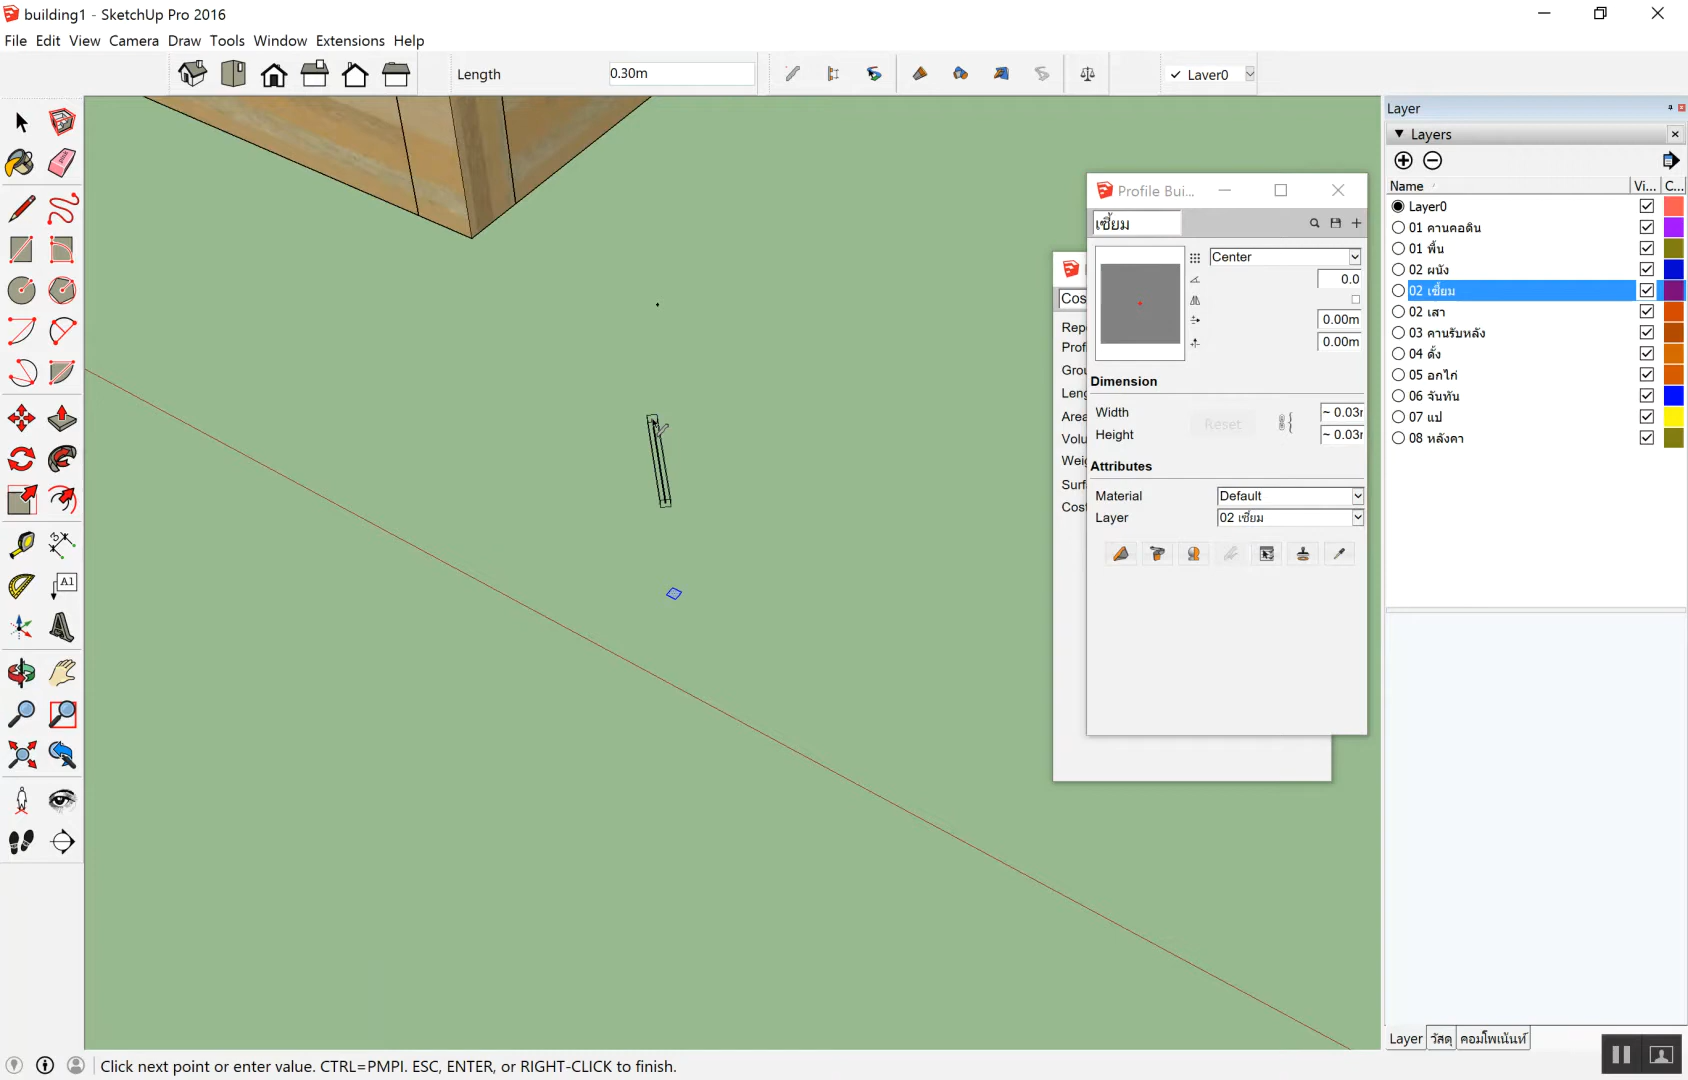 building1 - SketchUp Pro 2016
File Edit View Camera Draw Tools Window Extensions Help
Length 0.30m
Layer0
Layer
Layers
Name Vi... C...
Layer0
01 คานคอดิน
01 พื้น
02 ผนัง
02 เซี้ยม
02 เสา
03 คานรับหลัง
04 ดั้ง
05 อกไก่
06 จันทัน
07 แป
08 หลังคา
Profile Bui...
เซี้ยม
Center
0.0
0.00m
0.00m
Dimension
Width ~ 0.03
Reset
Height ~ 0.03
Attributes
Material Default
Layer 02 เซี้ยม
Cos
Rep
Prof
Grou
Leng
Area
Volu
Weig
Surf
Cost
A1
Layer วัสดุ คอมโพเน้นท์
Click next point or enter value. CTRL=PMPI. ESC, ENTER, or RIGHT-CLICK to finish.